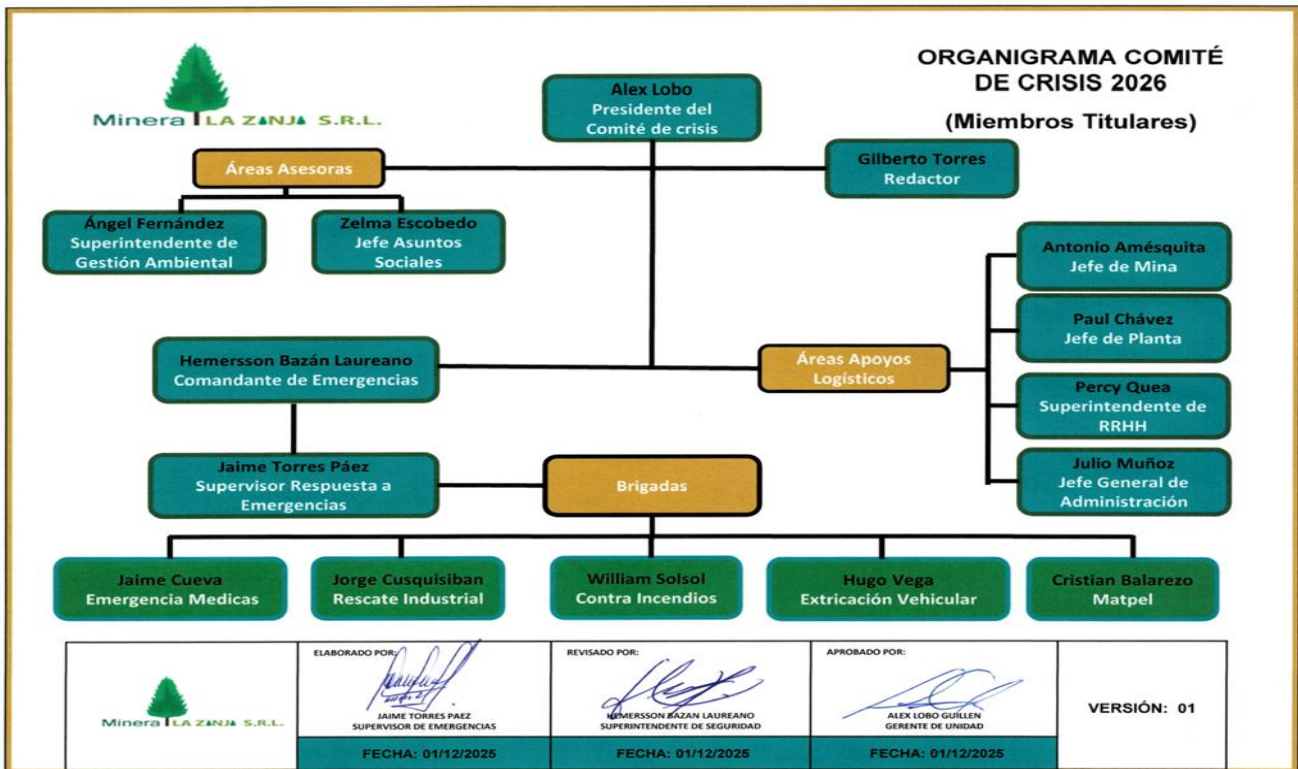 ORGANIGRAMA COMITÉ
DE CRISIS 2026
(Miembros Titulares)
Minera LA ZANJA S.R.L.
Alex Lobo
Presidente del
Comité de crisis
Áreas Asesoras
Gilberto Torres
Redactor
Ángel Fernández
Superintendente de
Gestión Ambiental
Zelma Escobedo
Jefe Asuntos
Sociales
Antonio Amésquita
Jefe de Mina
Paul Chávez
Jefe de Planta
Percy Quea
Superintendente de
RRHH
Julio Muñoz
Jefe General de
Administración
Hemersson Bazán Laureano
Comandante de Emergencias
Áreas Apoyos
Logísticos
Jaime Torres Páez
Supervisor Respuesta a
Emergencias
Brigadas
Jaime Cueva
Emergencia Medicas
Jorge Cusquisiban
Rescate Industrial
William Solsol
Contra Incendios
Hugo Vega
Extricación Vehicular
Cristian Balarezo
Matpel
Minera LA ZANJA S.R.L.
ELABORADO POR:
JAIME TORRES PAEZ
SUPERVISOR DE EMERGENCIAS
FECHA: 01/12/2025
REVISADO POR:
HEMERSSON BAZAN LAUREANO
SUPERINTENDENTE DE SEGURIDAD
FECHA: 01/12/2025
APROBADO POR:
ALEX LOBO GUILLEN
GERENTE DE UNIDAD
FECHA: 01/12/2025
VERSIÓN: 01